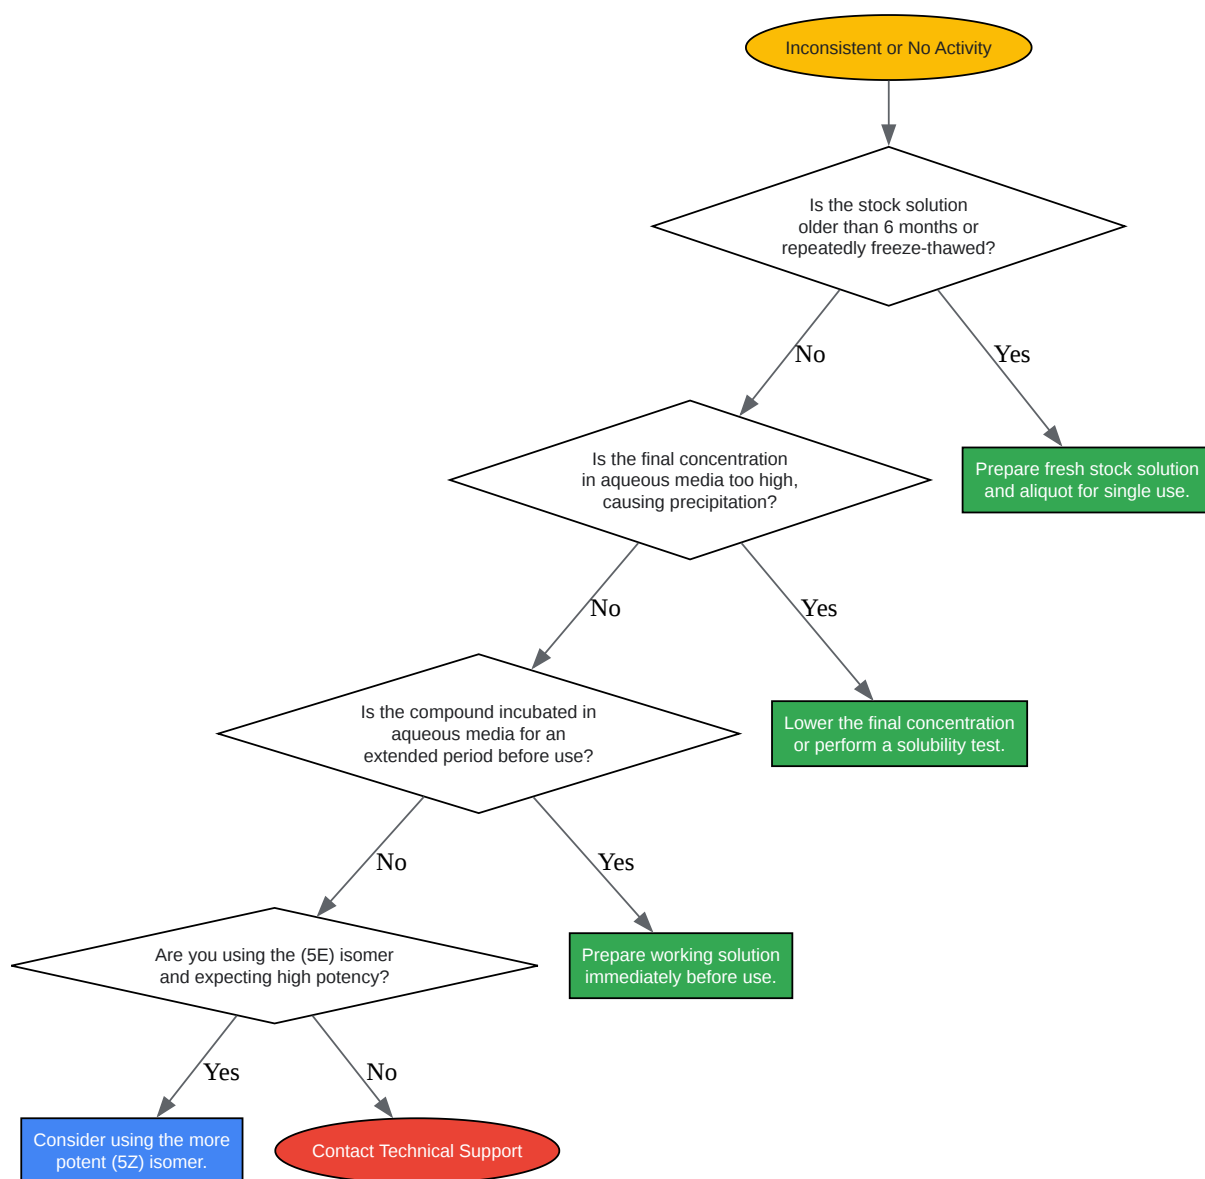 Inconsistent or No Activity
Is the stock solution
older than 6 months or
repeatedly freeze-thawed?
No
Yes
Is the final concentration
in aqueous media too high,
causing precipitation?
Prepare fresh stock solution
and aliquot for single use.
No
Yes
Is the compound incubated in
aqueous media for an
extended period before use?
Lower the final concentration
or perform a solubility test.
No
Yes
Are you using the (5E) isomer
and expecting high potency?
Prepare working solution
immediately before use.
Yes
No
Consider using the more
potent (5Z) isomer.
Contact Technical Support